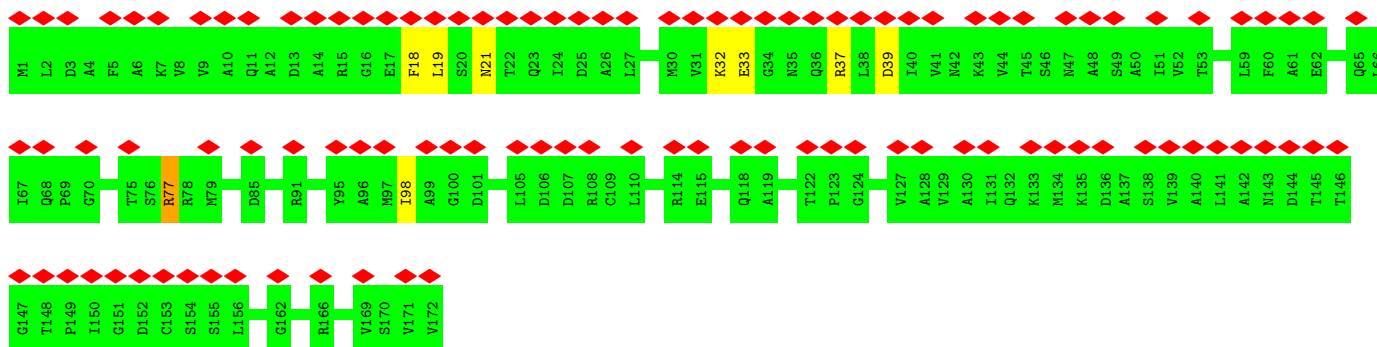 M1 L2 D3 A4 F5 A6 K7 V8 V9 A10 Q11 A12 D13 A14 R15 G16 E17 F18 L19 S20 N21 T22 Q23 I24 D25 A26 L27 M30 V31 K32 E33 G34 N35 Q36 R37 L38 D39 I40 V41 N42 K43 V44 T45 S46 N47 A48 S49 A50 I51 V52 T53 L59 F60 A61 E62 Q65 L66
I67 Q68 P69 G70 T75 S76 R77 R78 M79 D85 R91 Y95 A96 M97 I98 A99 G100 D101 L105 D106 D107 R108 C109 L110 R114 E115 Q118 A119 T122 P123 G124 V127 A128 V129 A130 I131 Q132 K133 M134 K135 D136 A137 S138 V139 A140 L141 A142 N143 D144 T145 T146
G147 T148 P149 I150 G151 D152 C153 S154 S155 L156 G162 R166 V169 S170 V171 V172